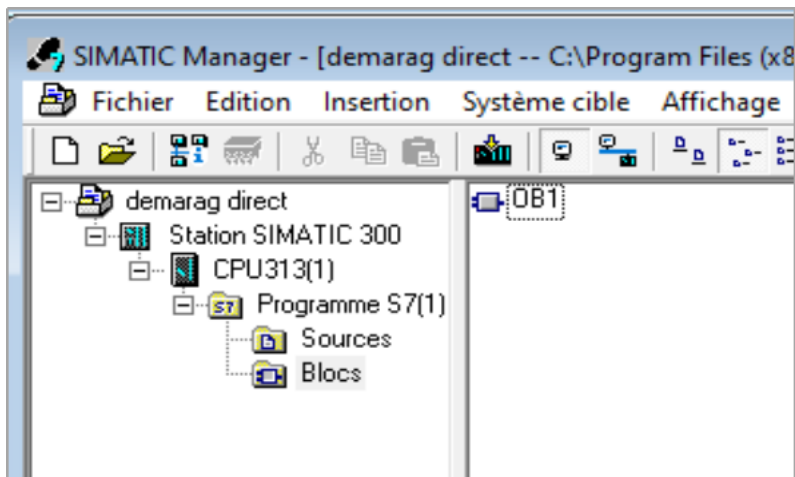 SIMATIC Manager - [demarag direct -- C:\Program Files (x8
Fichier Edition Insertion Système cible Affichage
demarag direct
Station SIMATIC 300
CPU313(1)
Programme S7(1)
Sources
Blocs
OB1